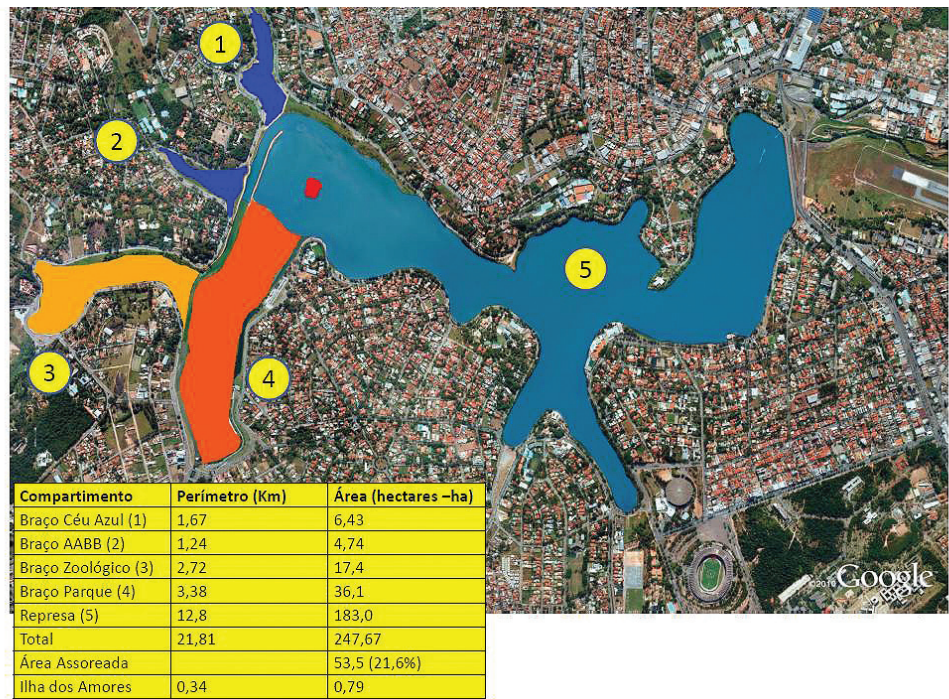 1
2
3
4
5
©2010 Google
Compartimento Perímetro (Km) Área (hectares –ha)
Braço Céu Azul (1) 1,67 6,43
Braço AABB (2) 1,24 4,74
Braço Zoológico (3) 2,72 17,4
Braço Parque (4) 3,38 36,1
Represa (5) 12,8 183,0
Total 21,81 247,67
Área Assoreada 53,5 (21,6%)
Ilha dos Amores 0,34 0,79